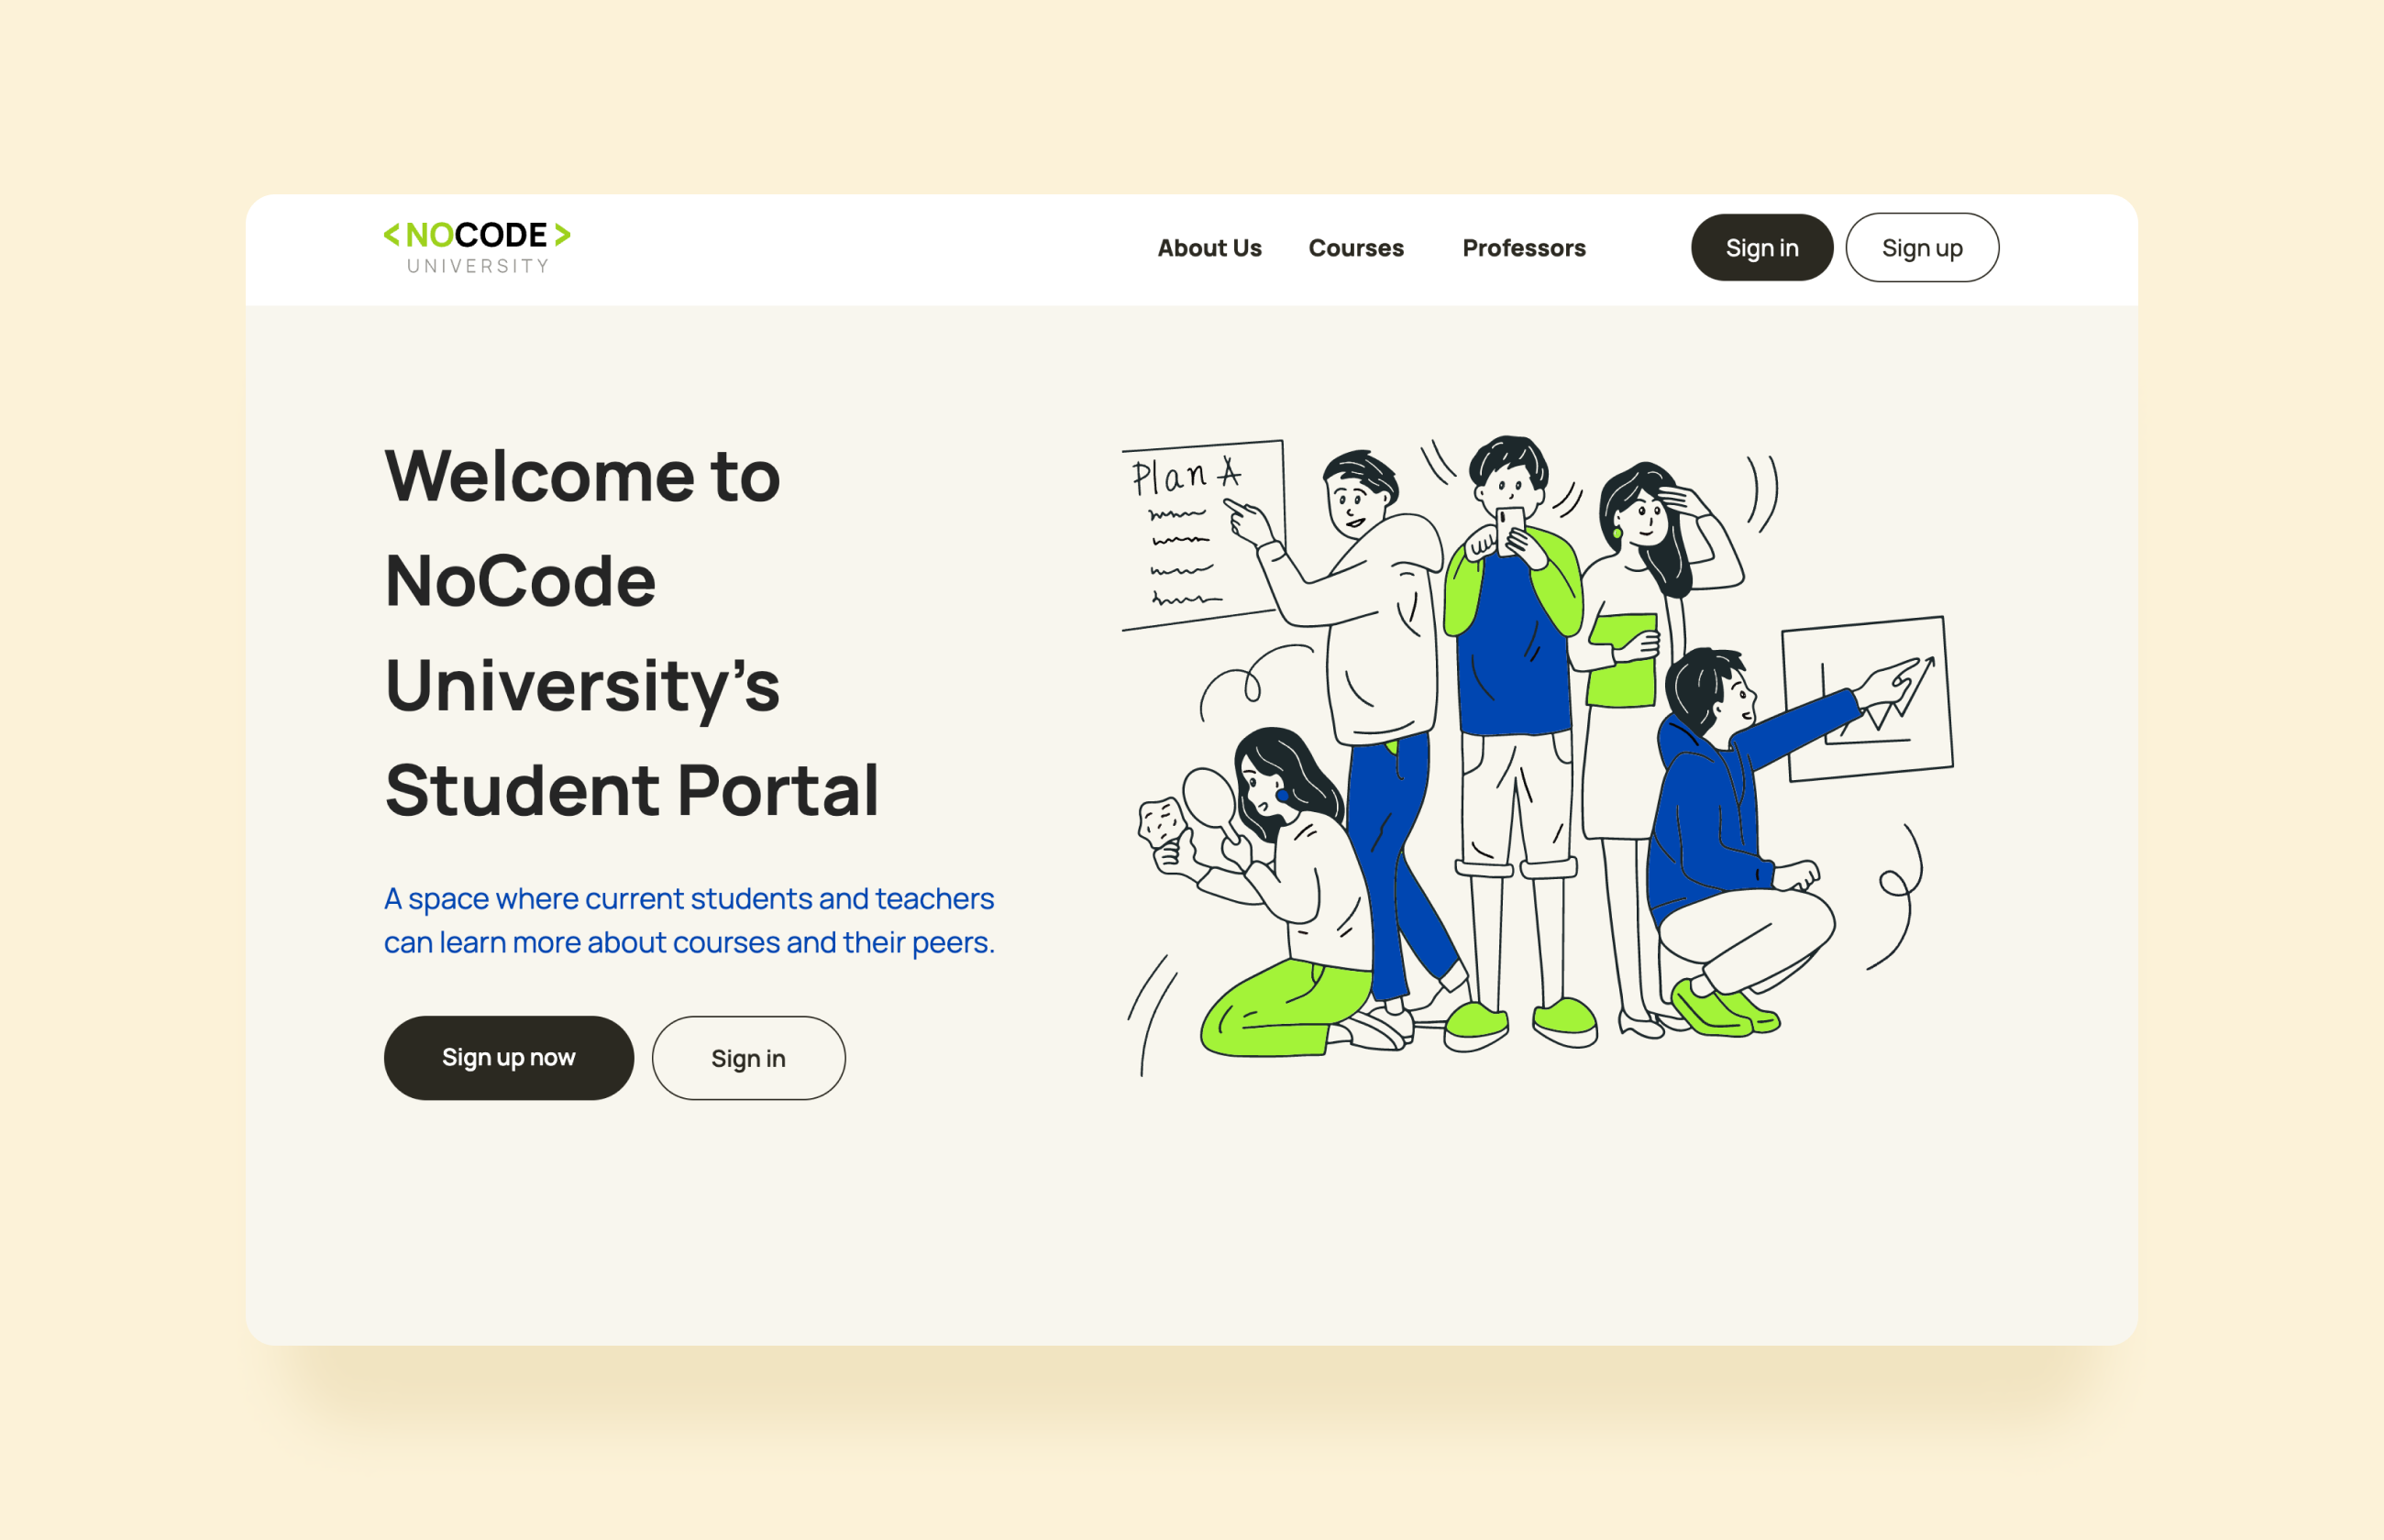 <NOCODE>
UNIVERSITY
About Us
Courses
Professors
Sign in
Sign up
Welcome to
NoCode
University’s
Student Portal
A space where current students and teachers
can learn more about courses and their peers.
Sign up now
Sign in
Plan A